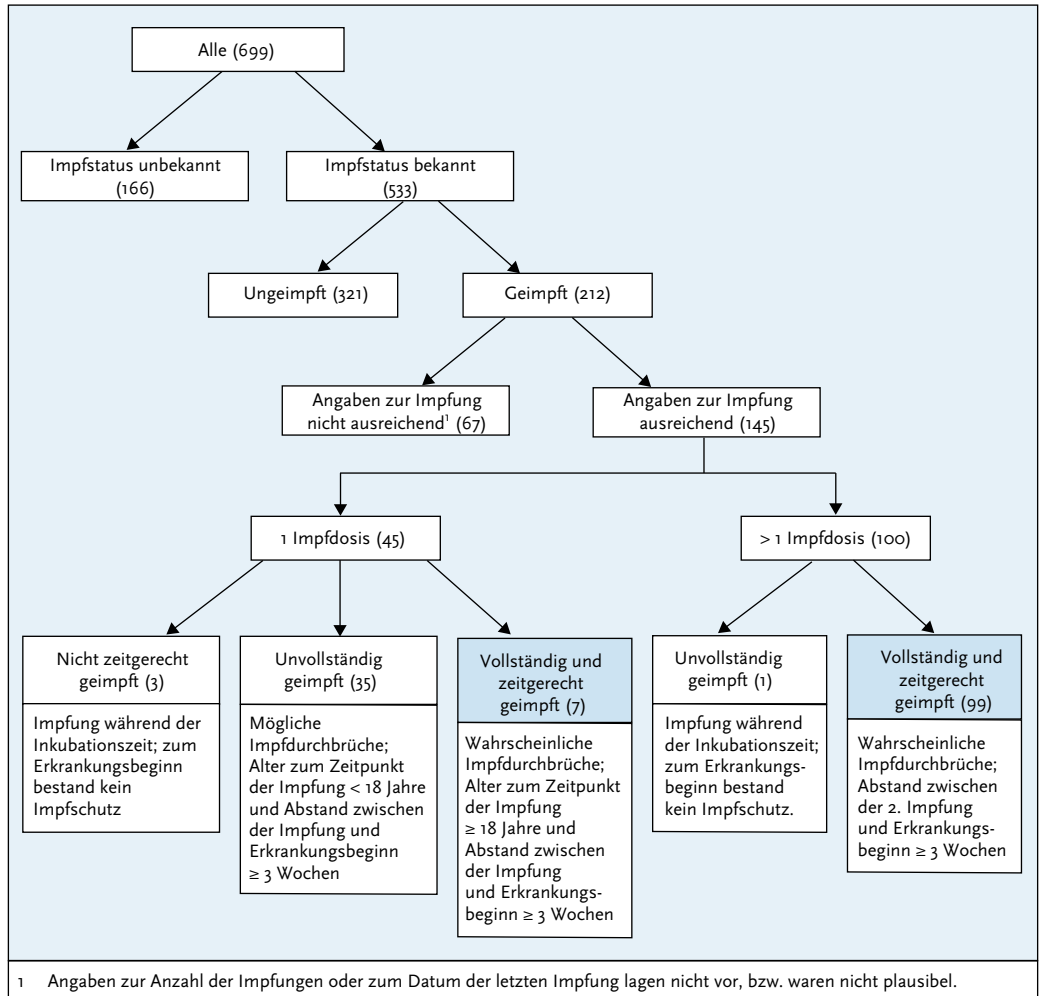 Alle (699)
Impfstatus unbekannt
(166)
Impfstatus bekannt
(533)
Ungeimpft (321)
Geimpft (212)
Angaben zur Impfung
nicht ausreichend¹ (67)
Angaben zur Impfung
ausreichend (145)
1 Impfdosis (45)
> 1 Impfdosis (100)
Nicht zeitgerecht
geimpft (3)
Impfung während der
Inkubationszeit; zum
Erkrankungsbeginn
bestand kein
Impfschutz
Unvollständig
geimpft (35)
Mögliche
Impfdurchbrüche;
Alter zum Zeitpunkt
der Impfung < 18 Jahre
und Abstand zwischen
der Impfung und
Erkrankungsbeginn
≥ 3 Wochen
Vollständig und
zeitgerecht
geimpft (7)
Wahrscheinliche
Impfdurchbrüche;
Alter zum Zeitpunkt
der Impfung
≥ 18 Jahre und
Abstand zwischen
der Impfung
und Erkrankungs-
beginn ≥ 3 Wochen
Unvollständig
geimpft (1)
Impfung während
der Inkubationszeit;
zum Erkrankungs-
beginn bestand
kein Impfschutz.
Vollständig und
zeitgerecht
geimpft (99)
Wahrscheinliche
Impfdurchbrüche;
Abstand zwischen
der 2. Impfung
und Erkrankungs-
beginn ≥ 3 Wochen
1 Angaben zur Anzahl der Impfungen oder zum Datum der letzten Impfung lagen nicht vor, bzw. waren nicht plausibel.